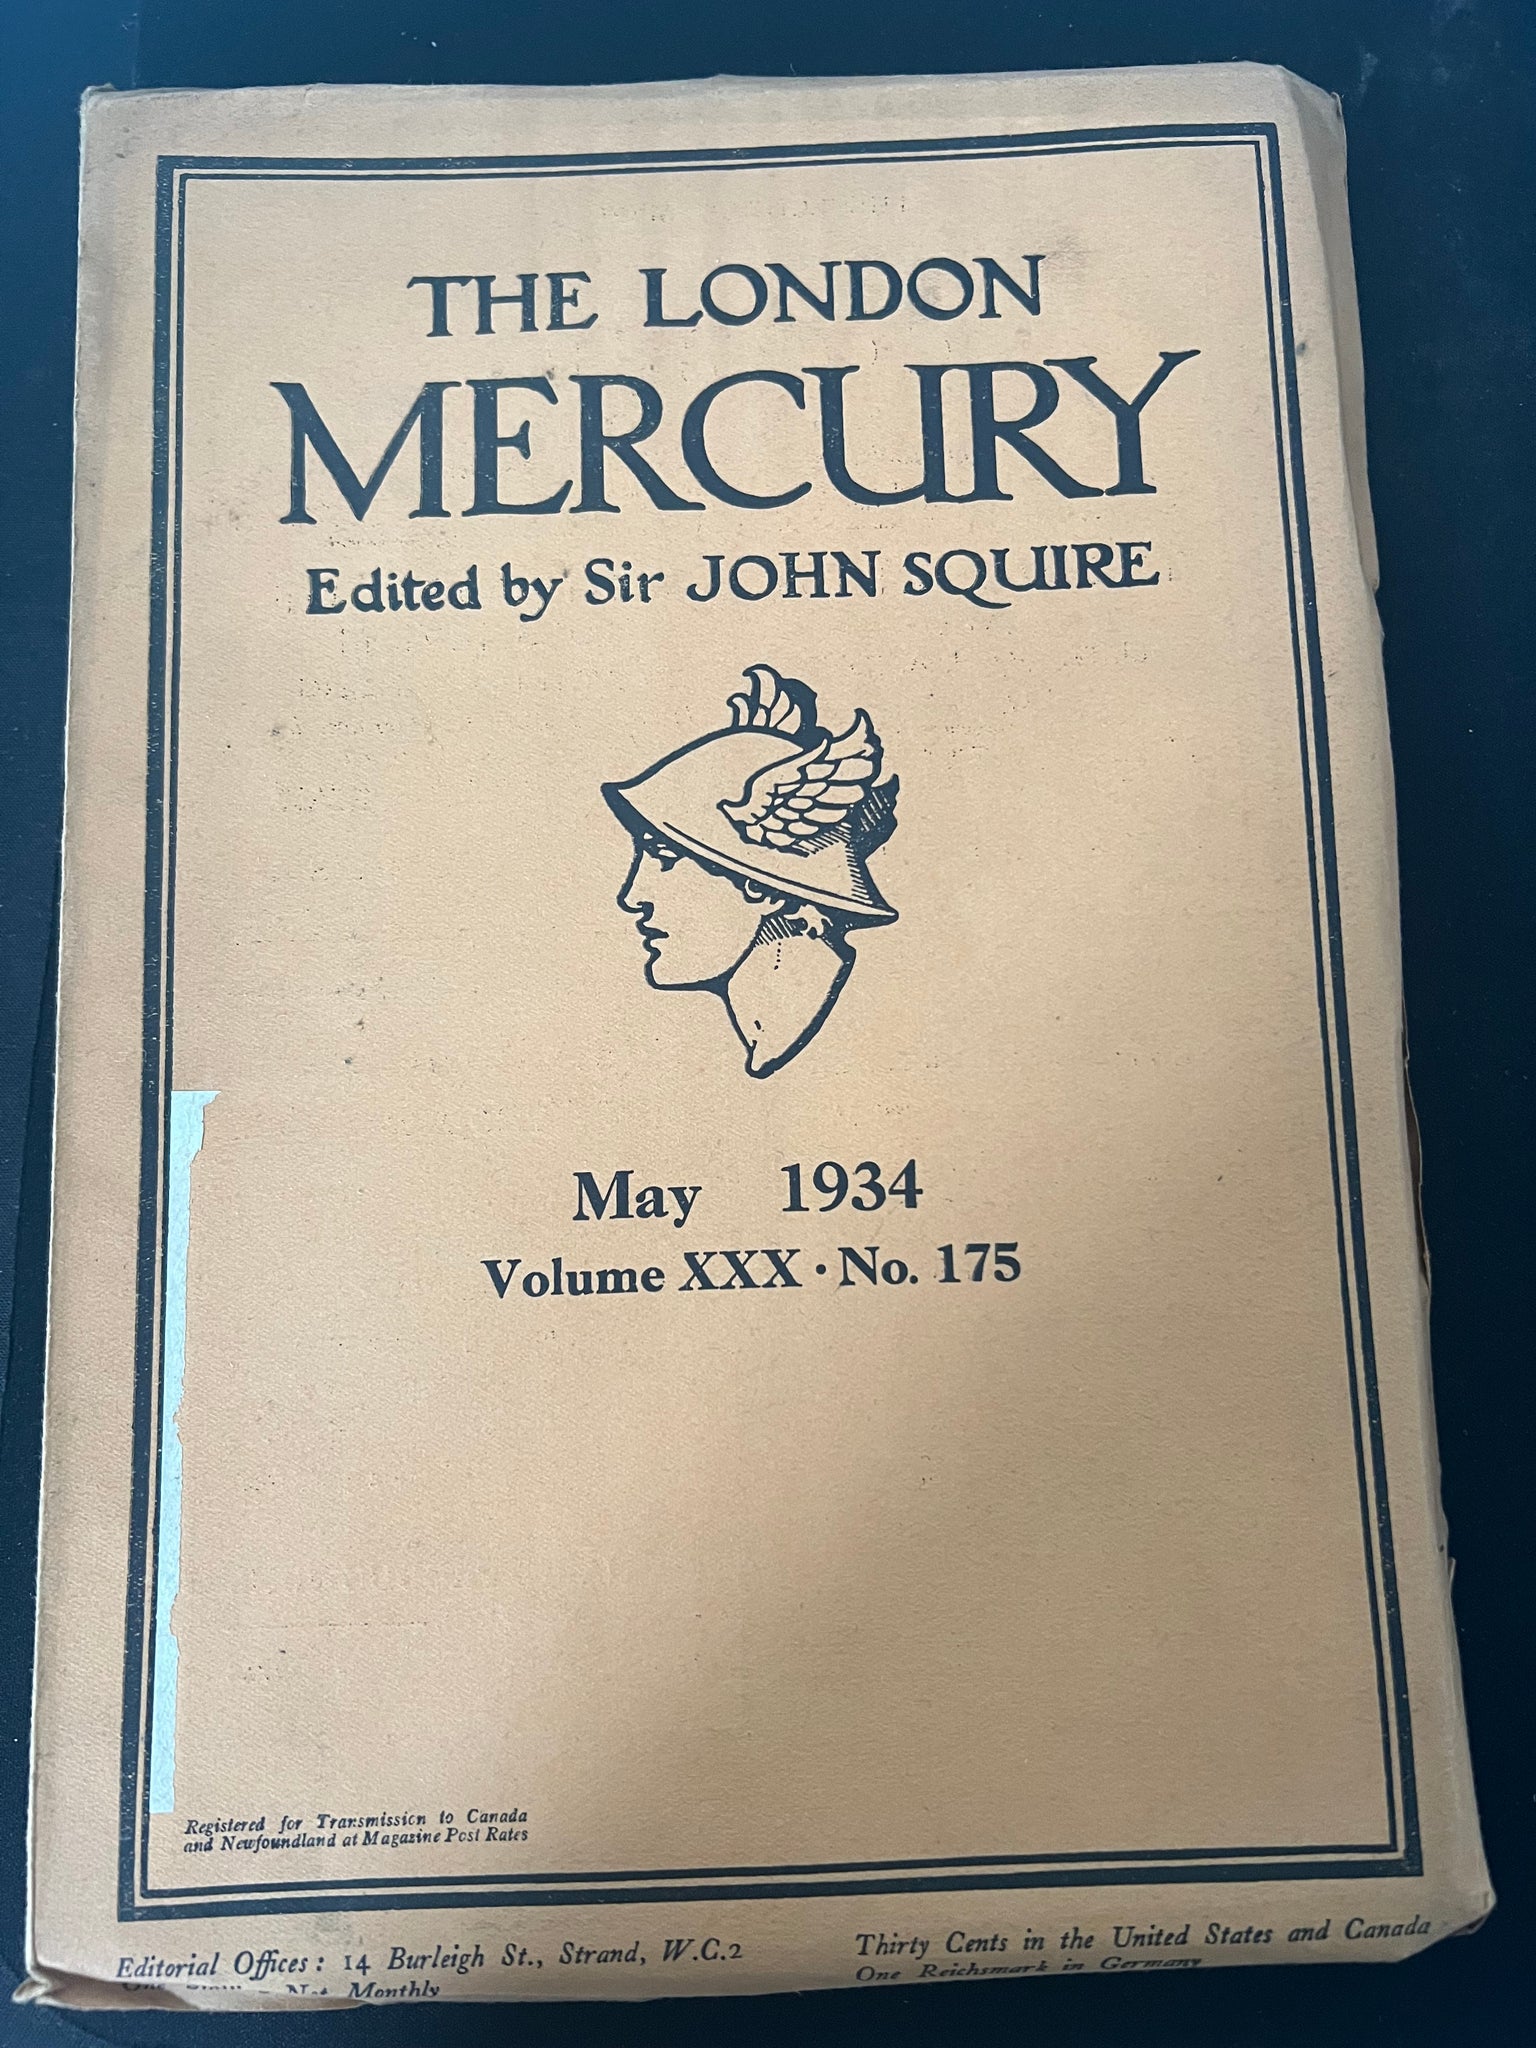 THE LONDON
MERCURY
Edited by Sir JOHN SQUIRE
May 1934
Volume XXX · No. 175
Registered for Transmission to Canada
and Newfoundland at Magazine Post Rates
Editorial Offices: 14 Burleigh St., Strand, W.C.2
Net Monthly
Thirty Cents in the United States and Canada
One Reichsmark in Germany